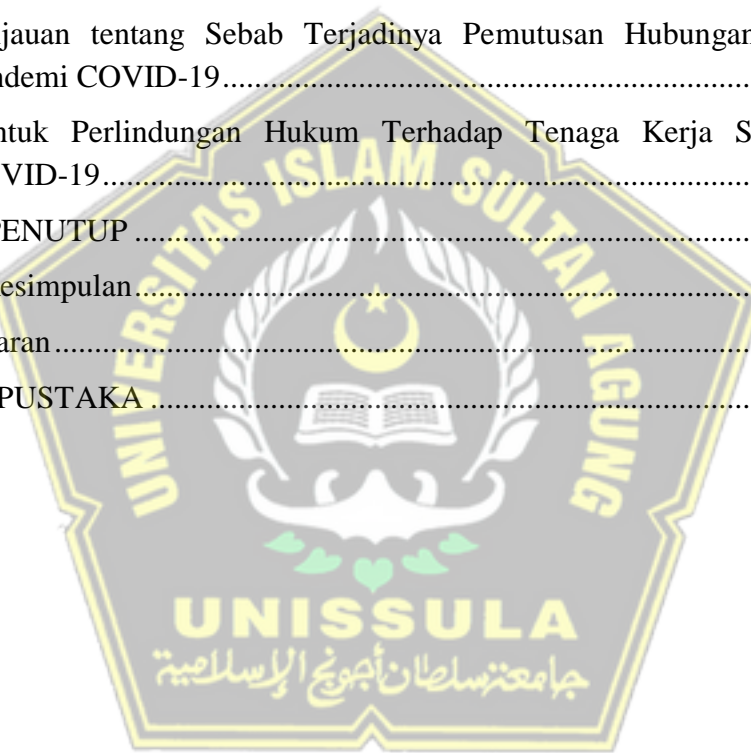 jauan tentang Sebab Terjadinya Pemutusan Hubungan
ndemi COVID-19
ntuk Perlindungan Hukum Terhadap Tenaga Kerja S
VID-19
PENUTUP
esimpulan
aran
PUSTAKA
UNIVERSITAS ISLAM SULTAN AGUNG
UNISSULA
جامعة سلطان أجونج الإسلامية